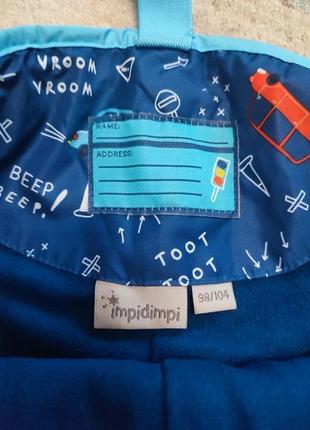 VROOM
VROOM
NAME:
ADDRESS:
BEEP
BEEP!
TOOT
TOOT
impidimpi
98/104